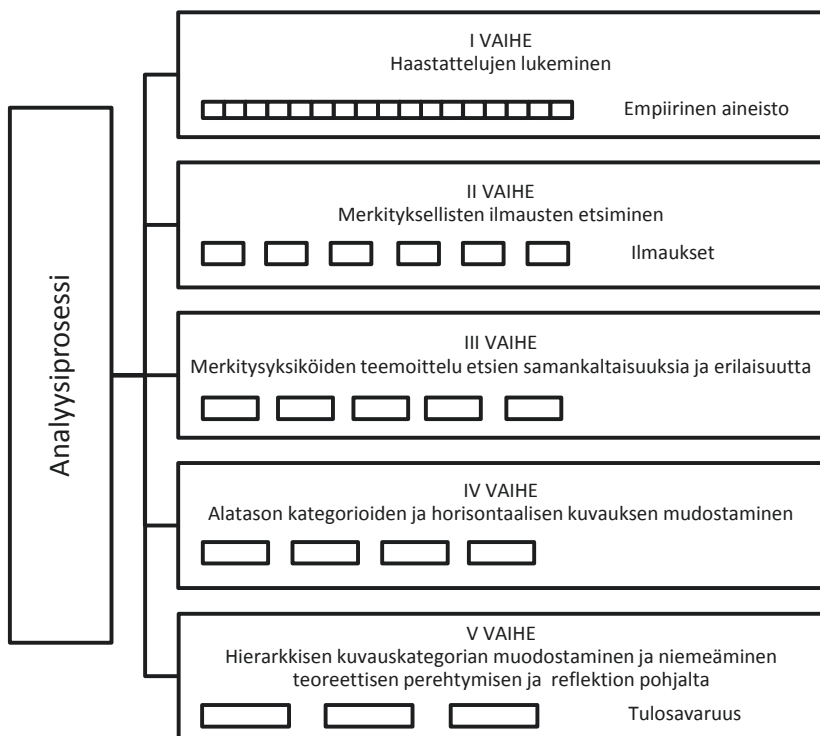 Analyysiprosessi
I VAIHE
Haastattelujen lukeminen
Empiirinen aineisto
II VAIHE
Merkityksellisten ilmausten etsiminen
Ilmaukset
III VAIHE
Merkitysyksiköiden teemoittelu etsien samankaltaisuuksia ja erilaisuutta
IV VAIHE
Alatason kategorioiden ja horisontaalisen kuvauksen mudostaminen
V VAIHE
Hierarkkisen kuvauskategorian muodostaminen ja niemeäminen
teoreettisen perehtymisen ja reflektion pohjalta
Tulosavaruus